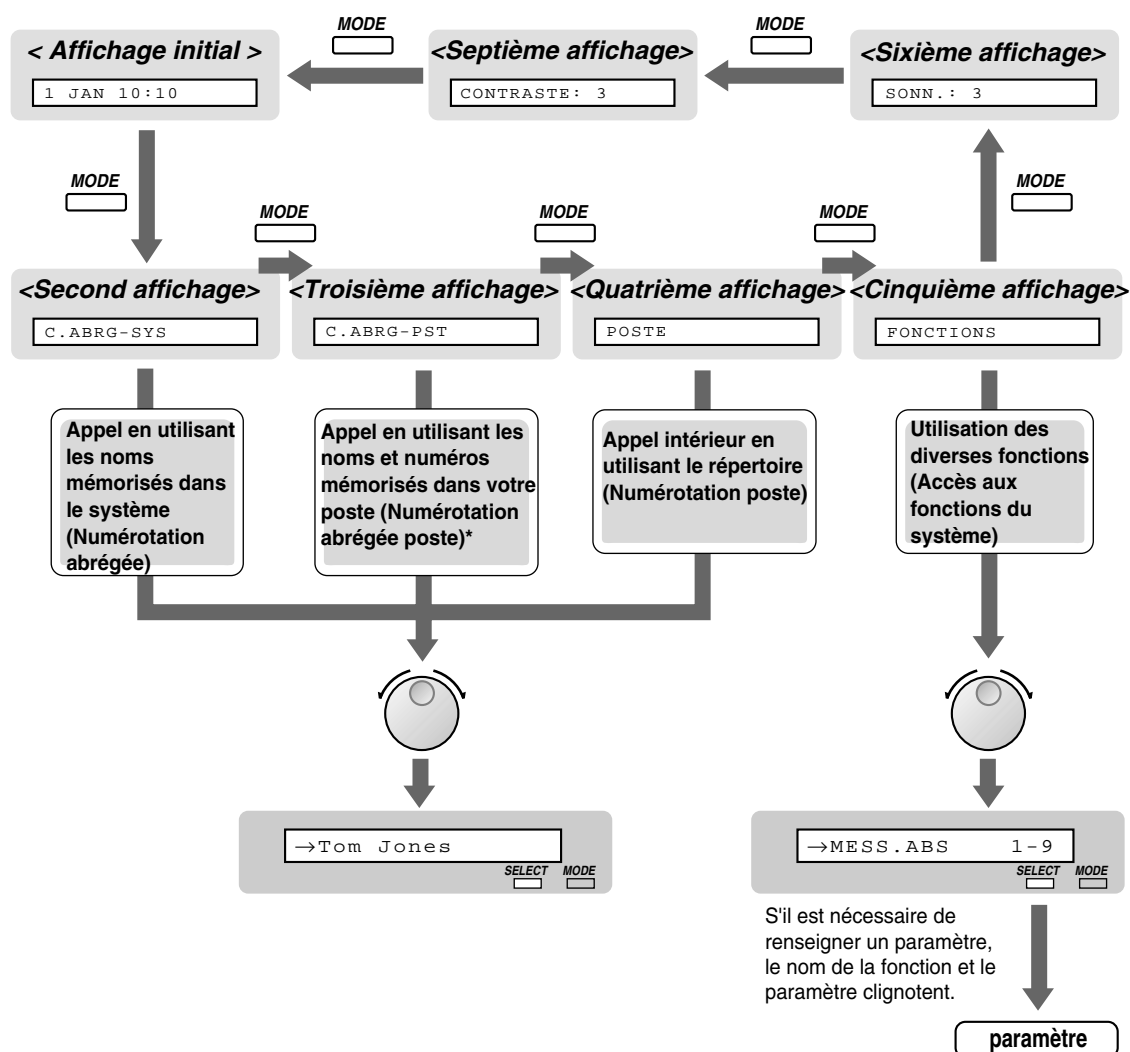 MODE
MODE
< Affichage initial >
<Septième affichage>
<Sixième affichage>
1 JAN 10:10
CONTRASTE: 3
SONN.: 3
MODE
MODE
MODE
MODE
MODE
<Second affichage>
<Troisième affichage>
<Quatrième affichage>
<Cinquième affichage>
C.ABRG-SYS
C.ABRG-PST
POSTE
FONCTIONS
Appel en utilisant
les noms
mémorisés dans
le système
(Numérotation
abrégée)
Appel en utilisant les
noms et numéros
mémorisés dans votre
poste (Numérotation
abrégée poste)*
Appel intérieur en
utilisant le répertoire
(Numérotation poste)
Utilisation des
diverses fonctions
(Accès aux
fonctions du
système)
→Tom Jones
SELECT MODE
→MESS.ABS 1-9
SELECT MODE
S'il est nécessaire de
renseigner un paramètre,
le nom de la fonction et le
paramètre clignotent.
paramètre